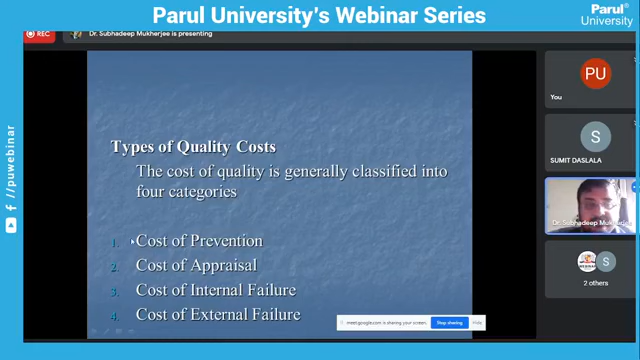 Parul University's Webinar Series
Parul®
University
REC
Dr. Subhadeep Mukherjee is presenting
Types of Quality Costs
The cost of quality is generally classified into
four categories
1. Cost of Prevention
2. Cost of Appraisal
3. Cost of Internal Failure
4. Cost of External Failure
meet.google.com is sharing your screen.
Stop sharing
Hide
PU
You
S
SUMIT DASLALA
Dr. Subhadeep Mukherjee
S
2 others
/puwebinar